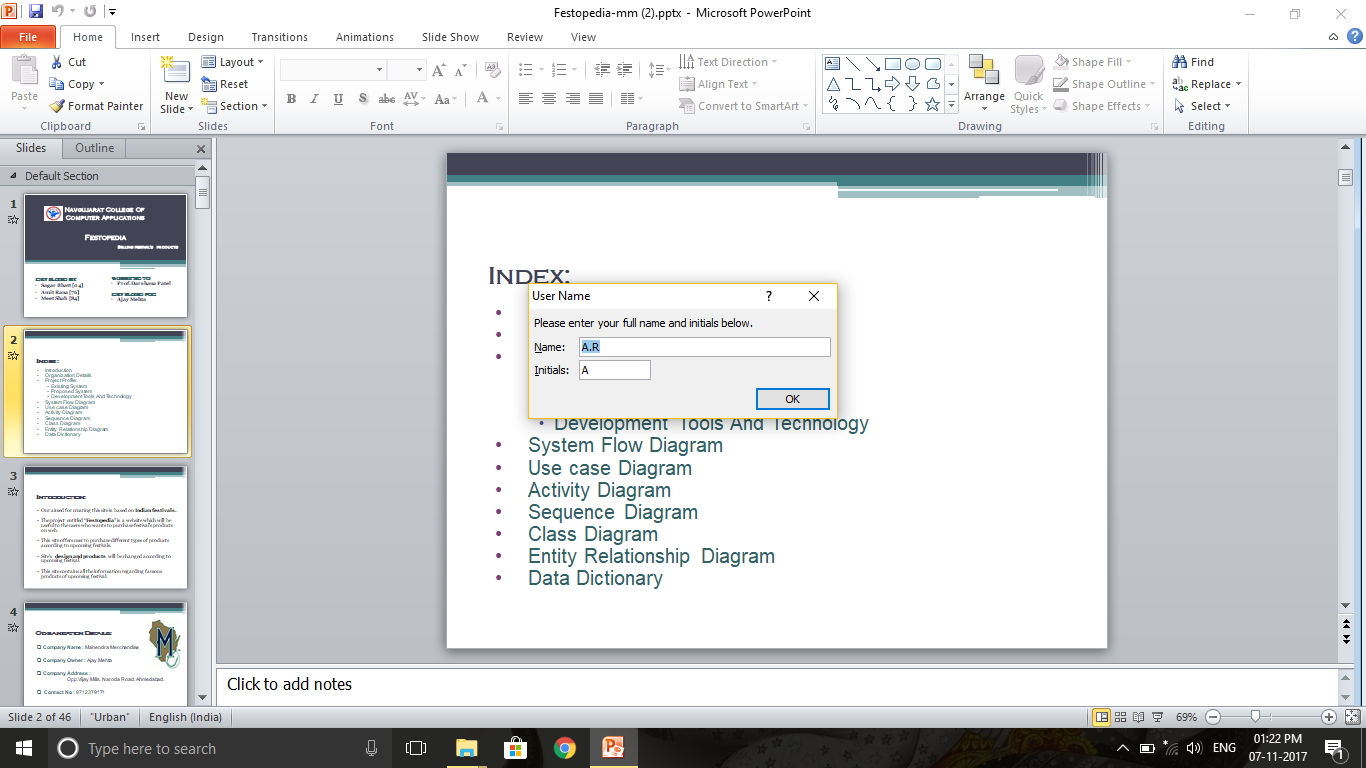 Festopedia-mm (2).pptx - Microsoft PowerPoint
File Home Insert Design Transitions Animations Slide Show Review View
Paste
Cut
Copy
Format Painter
Clipboard
New Slide
Layout
Reset
Section
Slides
B I U S abc AV Aa A
Font
Text Direction
Align Text
Convert to SmartArt
Paragraph
Arrange
Quick Styles
Shape Fill
Shape Outline
Shape Effects
Drawing
Find
Replace
Select
Editing
Slides Outline
Default Section
1
Navgujarat College Of
Computer Applications
Festopedia
Selling festival's products
Developed By:
• Sagar Bhatt [04]
• Amit Rana [76]
• Meet Shah [84]
Submitted To:
• Prof. Darshana Patel
Developed For:
• Ajay Mehta
2
Index:
• Introduction
• Organization Details
• Project Profile:
• Existing System
• Proposed System
• Development Tools And Technology
• System Flow Diagram
• Use case Diagram
• Activity Diagram
• Sequence Diagram
• Class Diagram
• Entity Relationship Diagram
• Data Dictionary
3
Introduction:
• Our aimed for creating this site is based on Indian festivals.
• The project entitled "Festopedia" is a website which will be
useful to the users who wants to purchase festival's products
on web.
• This site offers user to purchase different types of products
according to upcoming festivals.
• Site's design and products will be changed according to
upcoming festival.
• This site contains all the information regarding famous
products of upcoming festival.
4
Organisation Details:
Company Name : Mahendra Merchandise
Company Owner : Ajay Mehta
Company Address :
Opp.Vijay Mills, Naroda Road, Ahmedabad.
Contact No : 9712379171
M
Index:
User Name ?
Please enter your full name and initials below.
Name: A.R
Initials: A
OK
• Development Tools And Technology
• System Flow Diagram
• Use case Diagram
• Activity Diagram
• Sequence Diagram
• Class Diagram
• Entity Relationship Diagram
• Data Dictionary
Click to add notes
Slide 2 of 46 "Urban" English (India) 69%
Type here to search
ENG
01:22 PM
07-11-2017
1